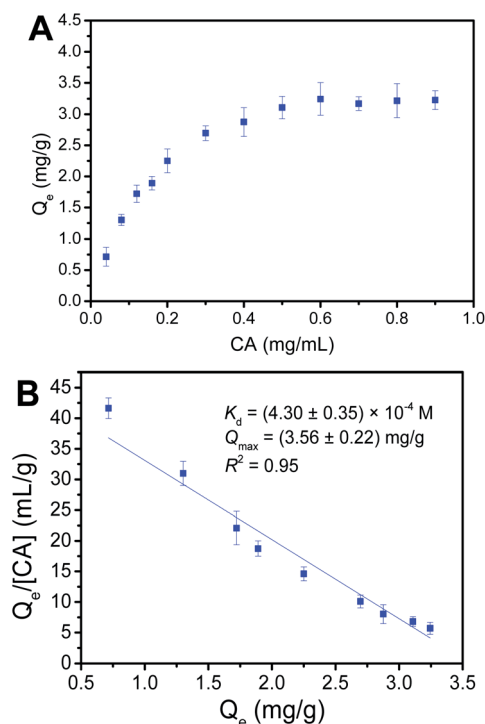 A
4.5
4.0
3.5
3.0
2.5
2.0
1.5
1.0
0.5
0.0
Qe (mg/g)
0.0 0.2 0.4 0.6 0.8 1.0
CA (mg/mL)
B
45
40
35
30
25
20
15
10
5
0
Qe/[CA] (mL/g)
Kd = (4.30 ± 0.35) × 10-4 M
Qmax = (3.56 ± 0.22) mg/g
R2 = 0.95
0.5 1.0 1.5 2.0 2.5 3.0 3.5
Qe (mg/g)